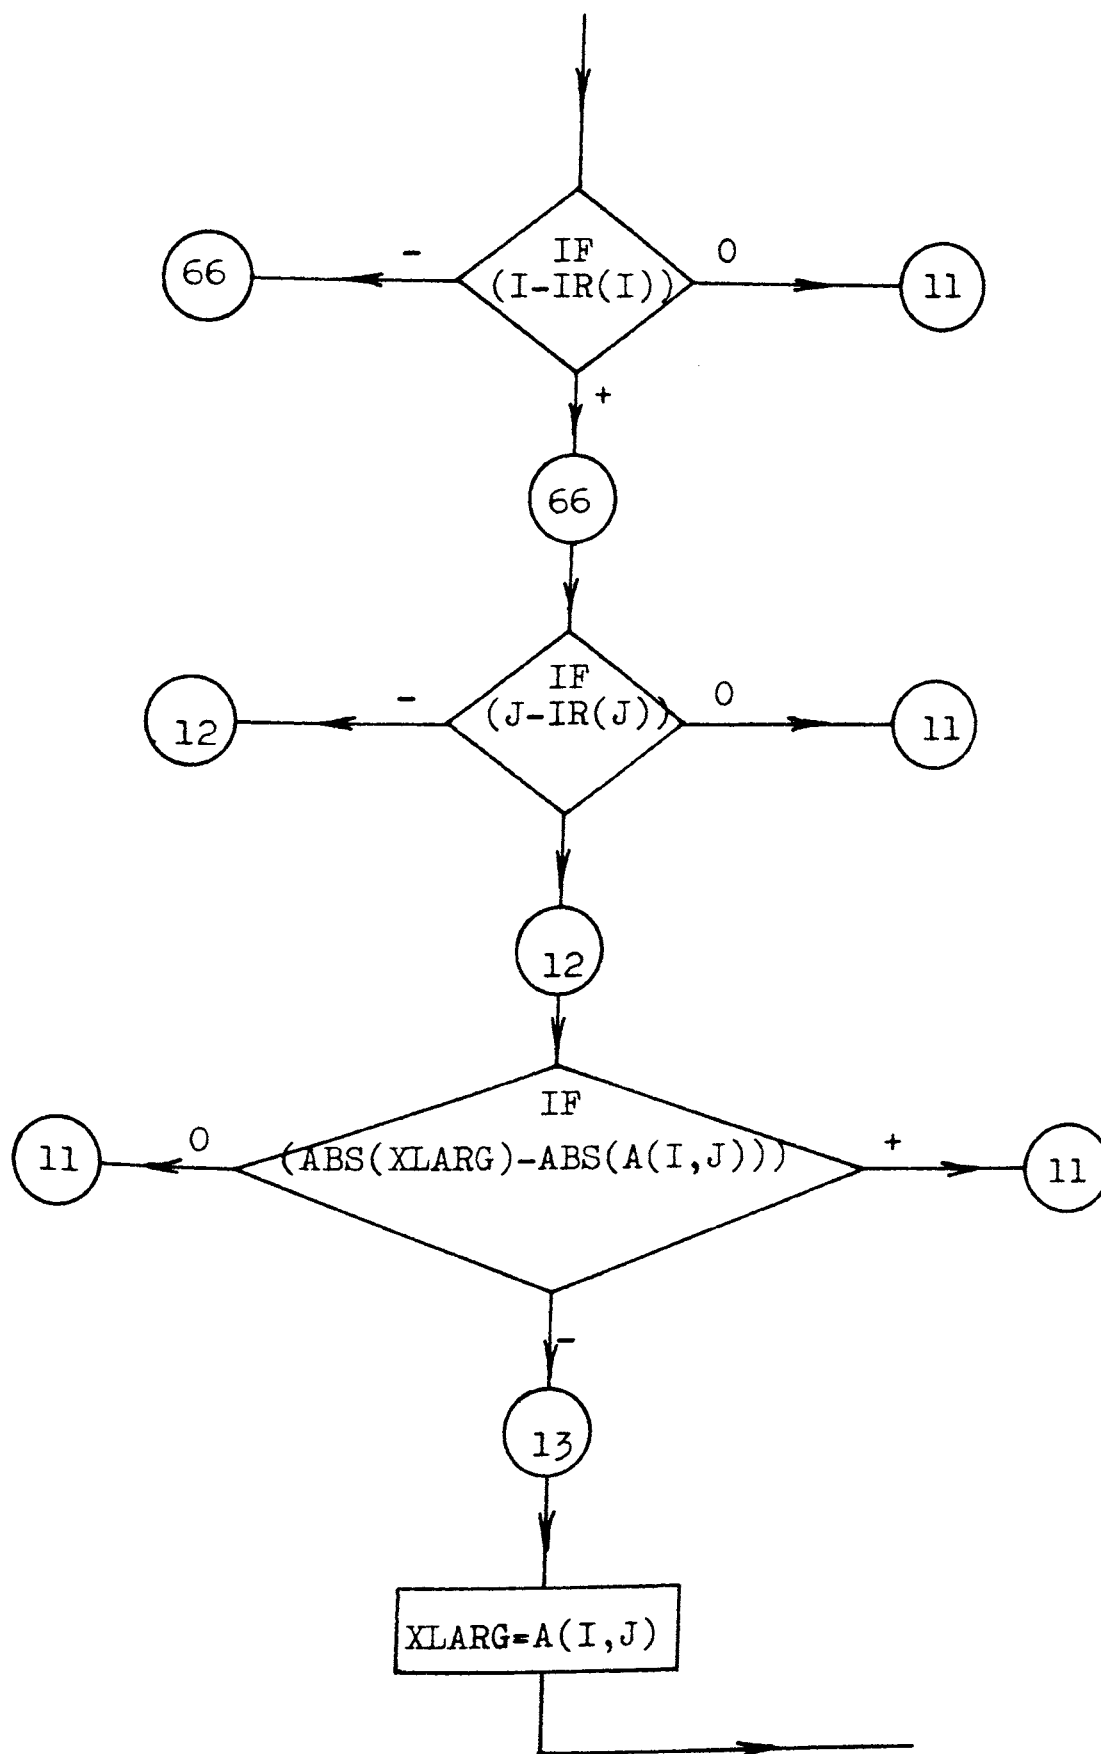 IF
- 0
66 (I-IR(I)) 11
+
66
IF
- 0
12 (J-IR(J)) 11
12
IF
0 +
11 (ABS(XLARG)-ABS(A(I,J))) 11
-
13
XLARG=A(I,J)